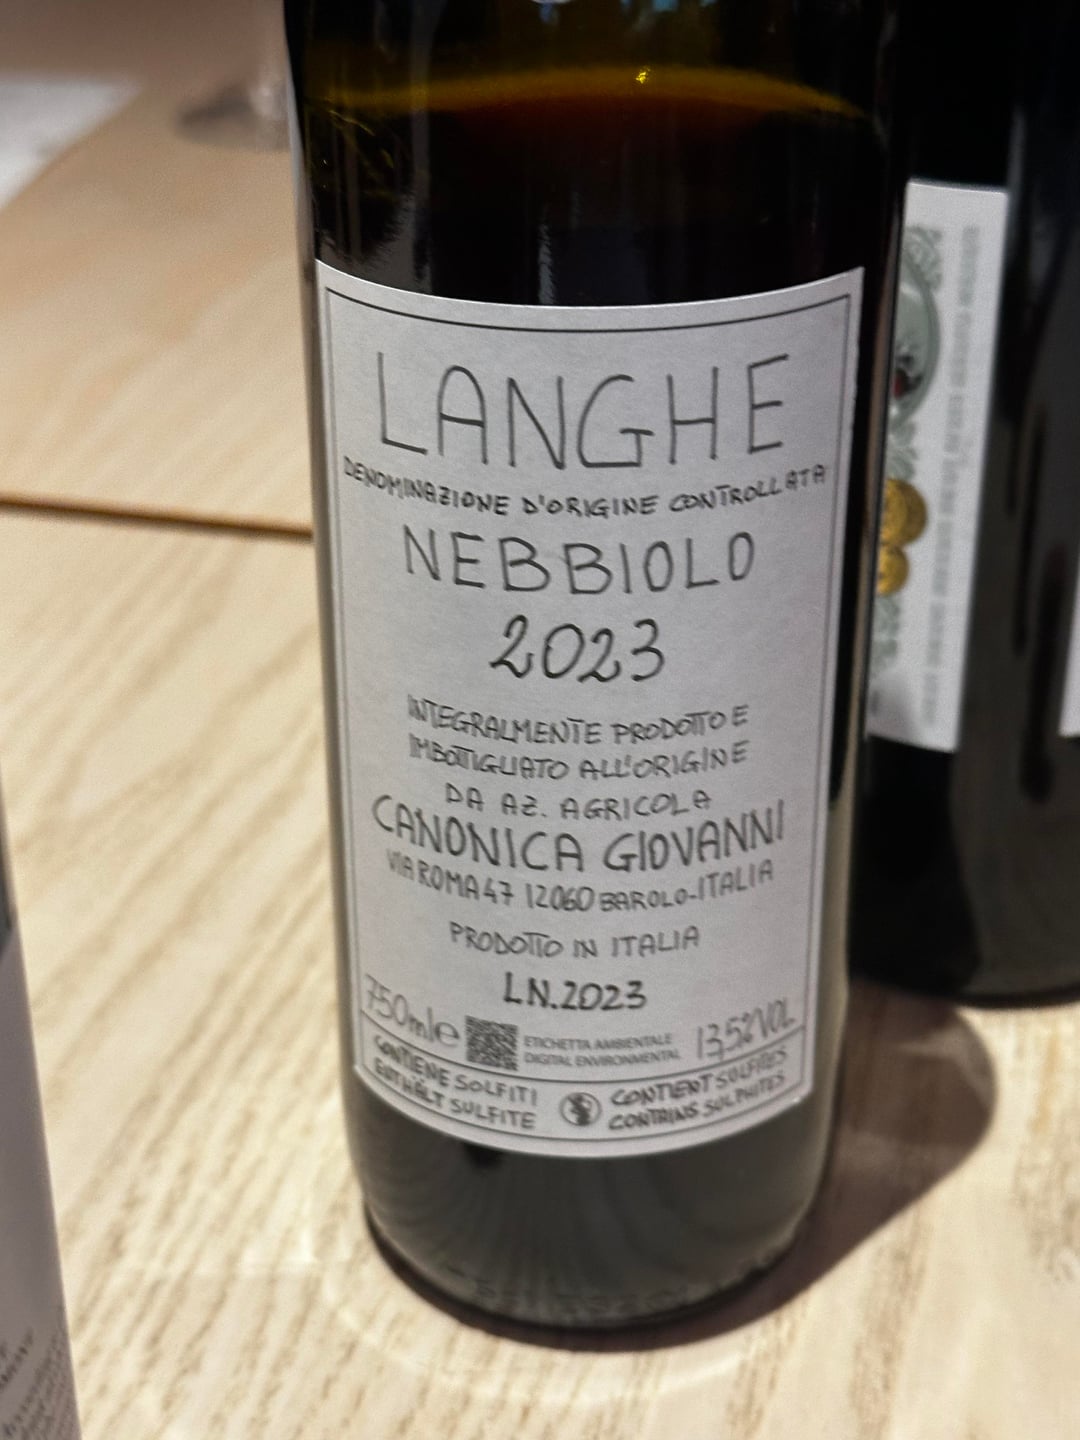 LANGHE
DENOMINAZIONE D'ORIGINE CONTROLLATA
NEBBIOLO
2023
INTEGRALMENTE PRODOTTO E
IMBOTTIGLIATO ALL'ORIGINE
DA AZ. AGRICOLA
CANONICA GIOVANNI
VIA ROMA 47 12060 BAROLO-ITALIA
PRODOTTO IN ITALIA
LN.2023
750ml e
ETICHETTA AMBIENTALE
DIGITAL ENVIRONMENTAL
13,5%VOL
CONTIENE SOLFITI
ENTHÄLT SULFITE
CONTIENT SULFITES
CONTAINS SULPHITES